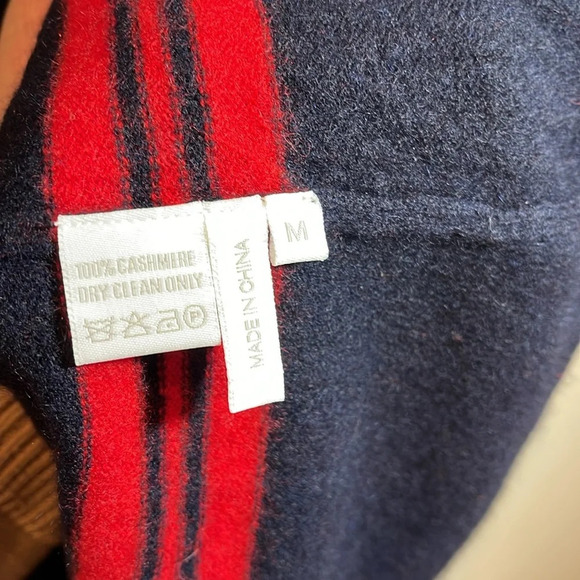 100% CASHMERE
DRY CLEAN ONLY
P
MADE IN CHINA
M